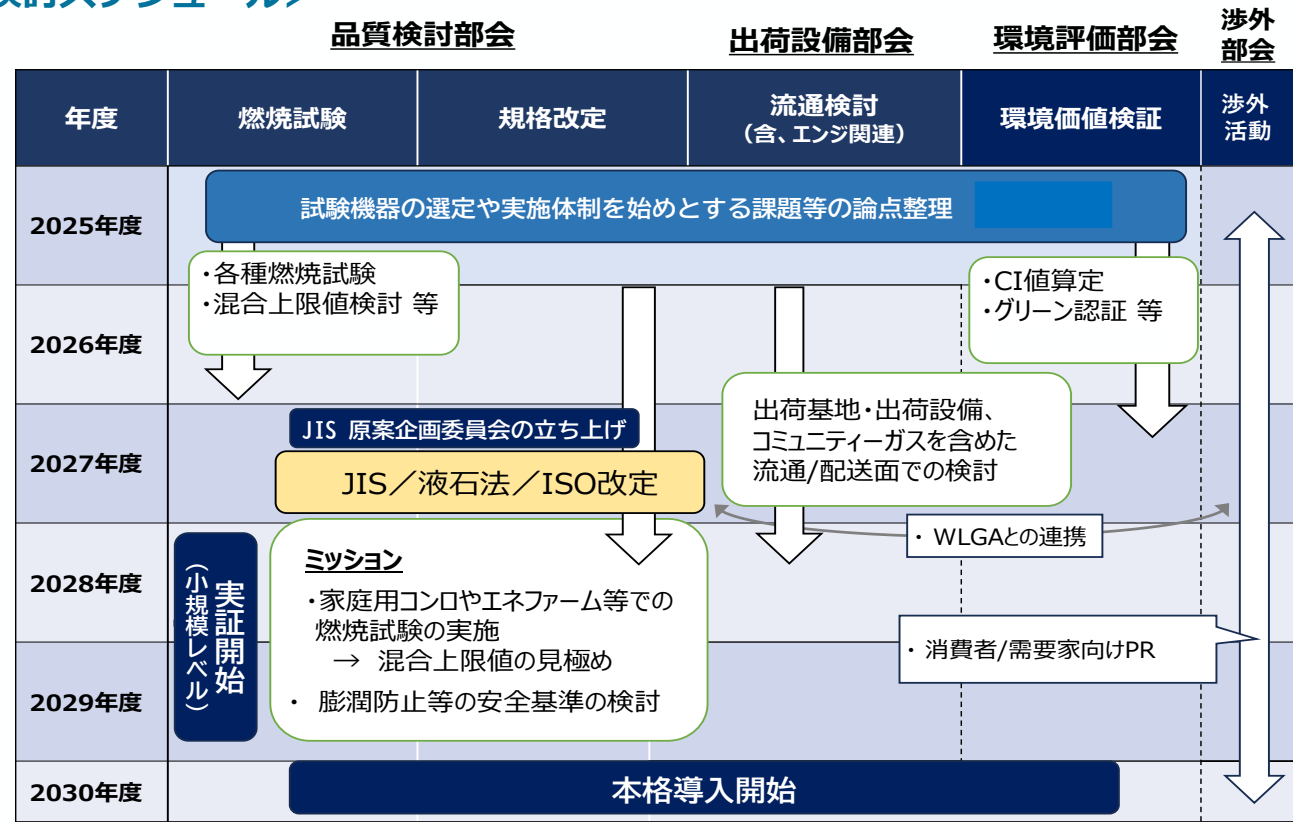 検討スケジュール>
品質検討部会
出荷設備部会
環境評価部会
渉外
部会
年度
燃焼試験
規格改定
流通検討
(含、エンジ関連)
環境価値検証
渉外
活動
2025年度
試験機器の選定や実施体制を始めとする課題等の論点整理
・各種燃焼試験
・混合上限値検討 等
・CI値算定
・グリーン認証 等
2026年度
出荷基地・出荷設備、
コミュニティーガスを含めた
流通/配送面での検討
2027年度
JIS 原案企画委員会の立ち上げ
JIS/液石法/ISO改定
・ WLGAとの連携
2028年度
実証開始
(小規模レベル)
ミッション
・家庭用コンロやエネファーム等での
燃焼試験の実施
→ 混合上限値の見極め
・ 膨潤防止等の安全基準の検討
・ 消費者/需要家向けPR
2029年度
2030年度
本格導入開始